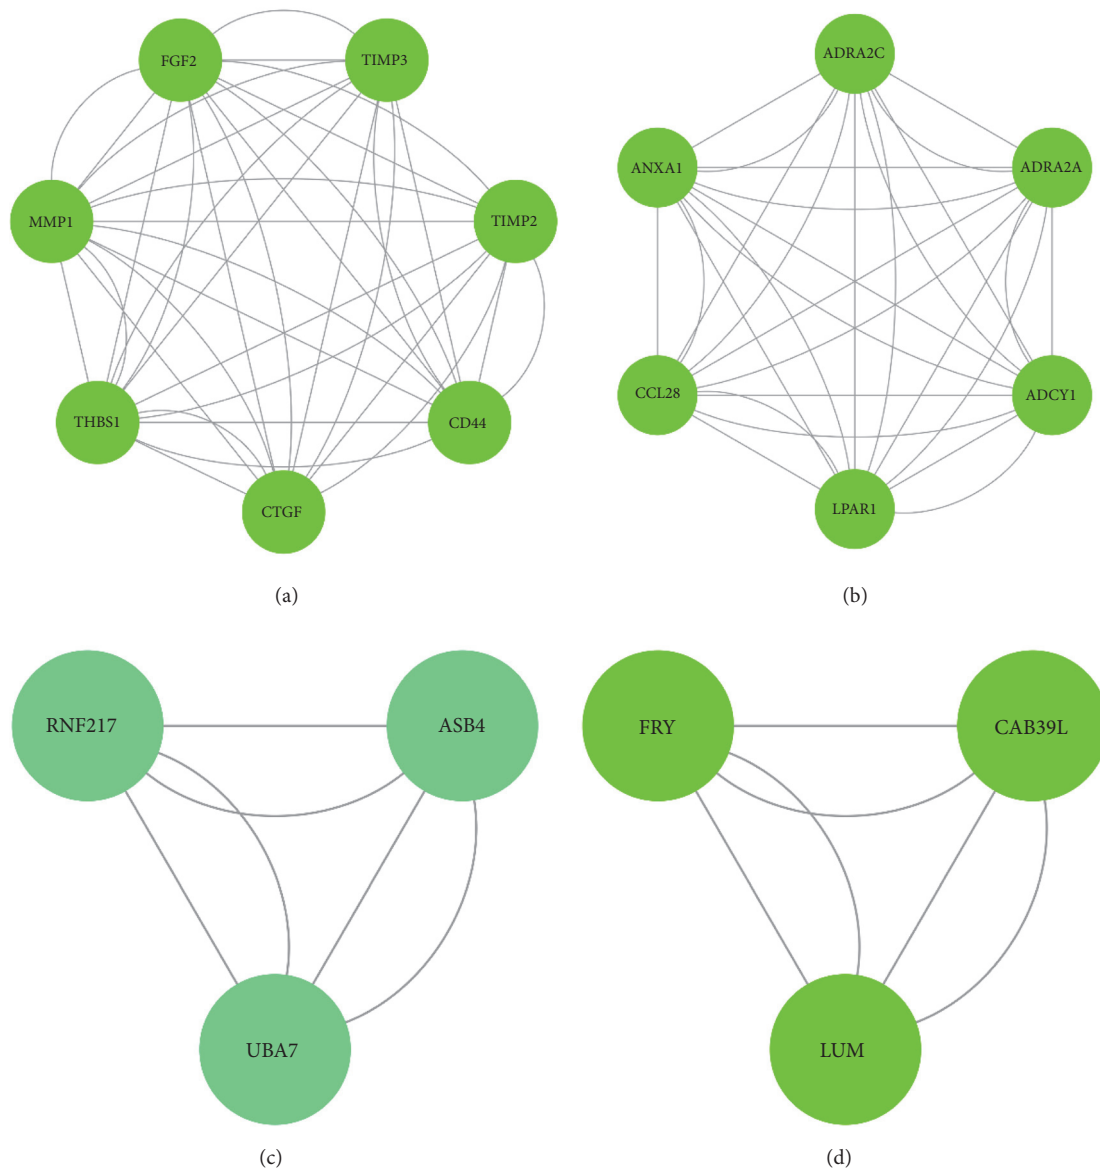 FGF2
TIMP3
MMP1
TIMP2
THBS1
CD44
CTGF
(a)
ADRA2C
ANXA1
ADRA2A
CCL28
ADCY1
LPAR1
(b)
RNF217
ASB4
UBA7
(c)
FRY
CAB39L
LUM
(d)